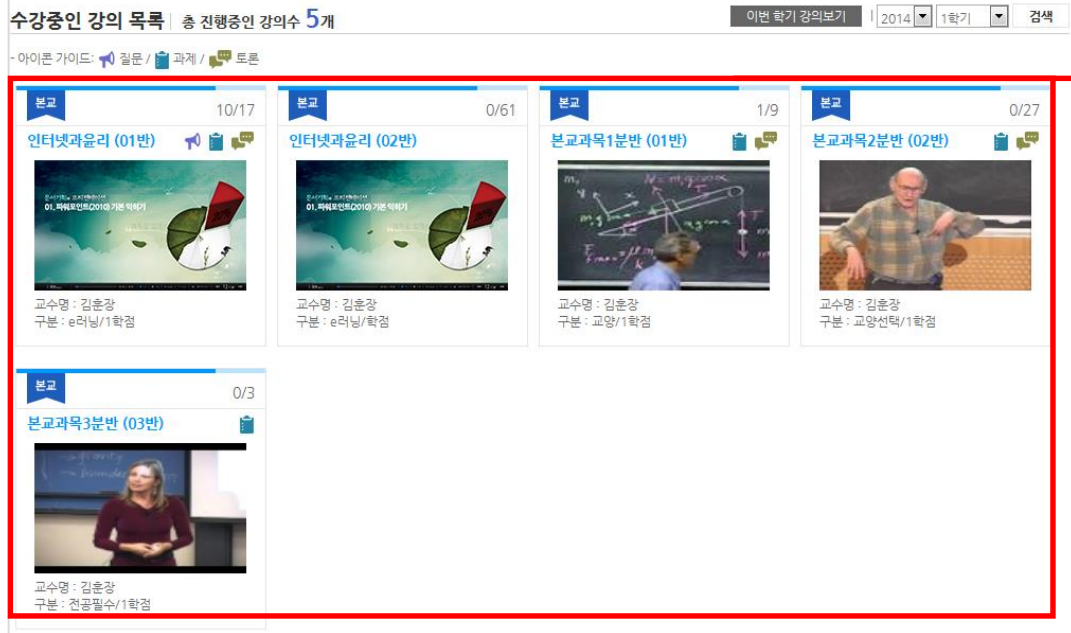 수강중인 강의 목록 총 진행중인 강의수 5개
이번 학기 강의보기 2014 1학기 검색
- 아이콘 가이드: 질문 / 과제 / 토론
본교 10/17
인터넷과윤리 (01반)
01. 파워포인트(2010) 기본 익히기
교수명 : 김훈장
구분 : e러닝/1학점
본교 0/61
인터넷과윤리 (02반)
01. 파워포인트(2010) 기본 익히기
교수명 : 김훈장
구분 : e러닝/학점
본교 1/9
본교과목1분반 (01반)
교수명 : 김훈장
구분 : 교양/1학점
본교 0/27
본교과목2분반 (02반)
교수명 : 김훈장
구분 : 교양선택/1학점
본교 0/3
본교과목3분반 (03반)
교수명 : 김훈장
구분 : 전공필수/1학점